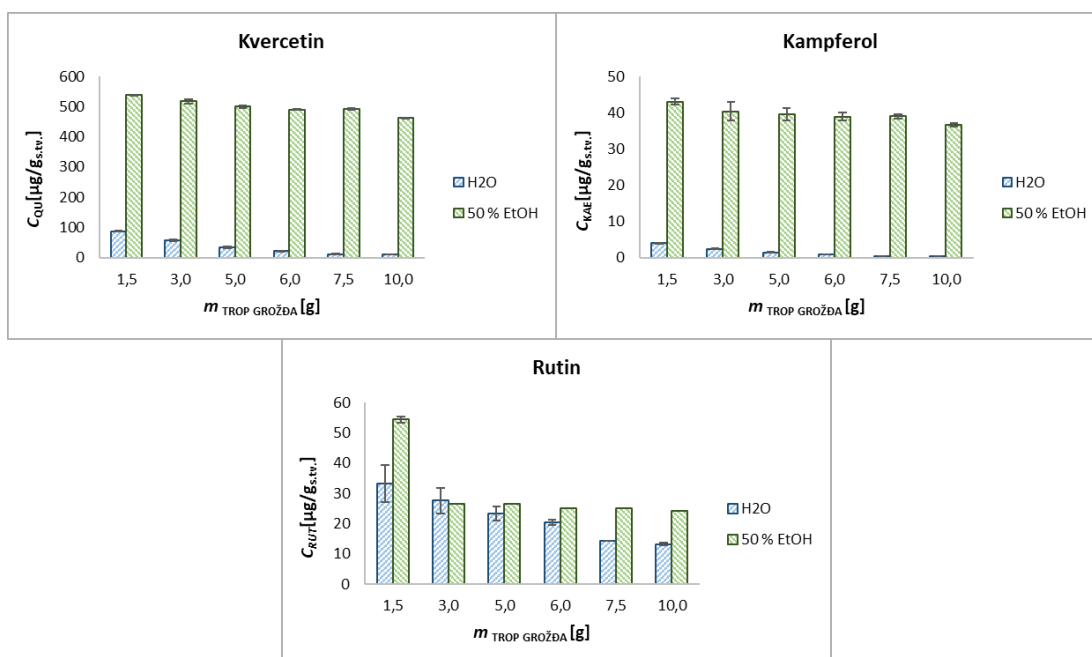 Kvercetin
600
500
400
300
200
100
0
C_QU [µg/g_s.tv.]
1,5 3,0 5,0 6,0 7,5 10,0
m TROP GROŽĐA [g]
H2O
50 % EtOH
Kampferol
50
40
30
20
10
0
C_KAE [µg/g_s.tv.]
1,5 3,0 5,0 6,0 7,5 10,0
m TROP GROŽĐA [g]
H2O
50 % EtOH
Rutin
60
50
40
30
20
10
0
C_RUT [µg/g_s.tv.]
1,5 3,0 5,0 6,0 7,5 10,0
m TROP GROŽĐA [g]
H2O
50 % EtOH